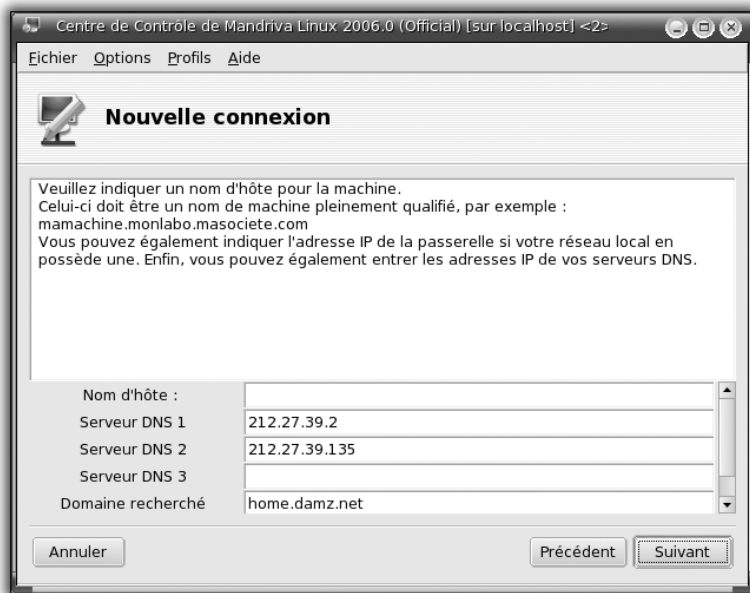 Centre de Contrôle de Mandriva Linux 2006.0 (Official) [sur localhost] <2>
Fichier Options Profils Aide
Nouvelle connexion
Veuillez indiquer un nom d'hôte pour la machine.
Celui-ci doit être un nom de machine pleinement qualifié, par exemple :
mamachine.monlabo.masociete.com
Vous pouvez également indiquer l'adresse IP de la passerelle si votre réseau local en
possède une. Enfin, vous pouvez également entrer les adresses IP de vos serveurs DNS.
Nom d'hôte :
Serveur DNS 1 212.27.39.2
Serveur DNS 2 212.27.39.135
Serveur DNS 3
Domaine recherché home.damz.net
Annuler Précédent Suivant